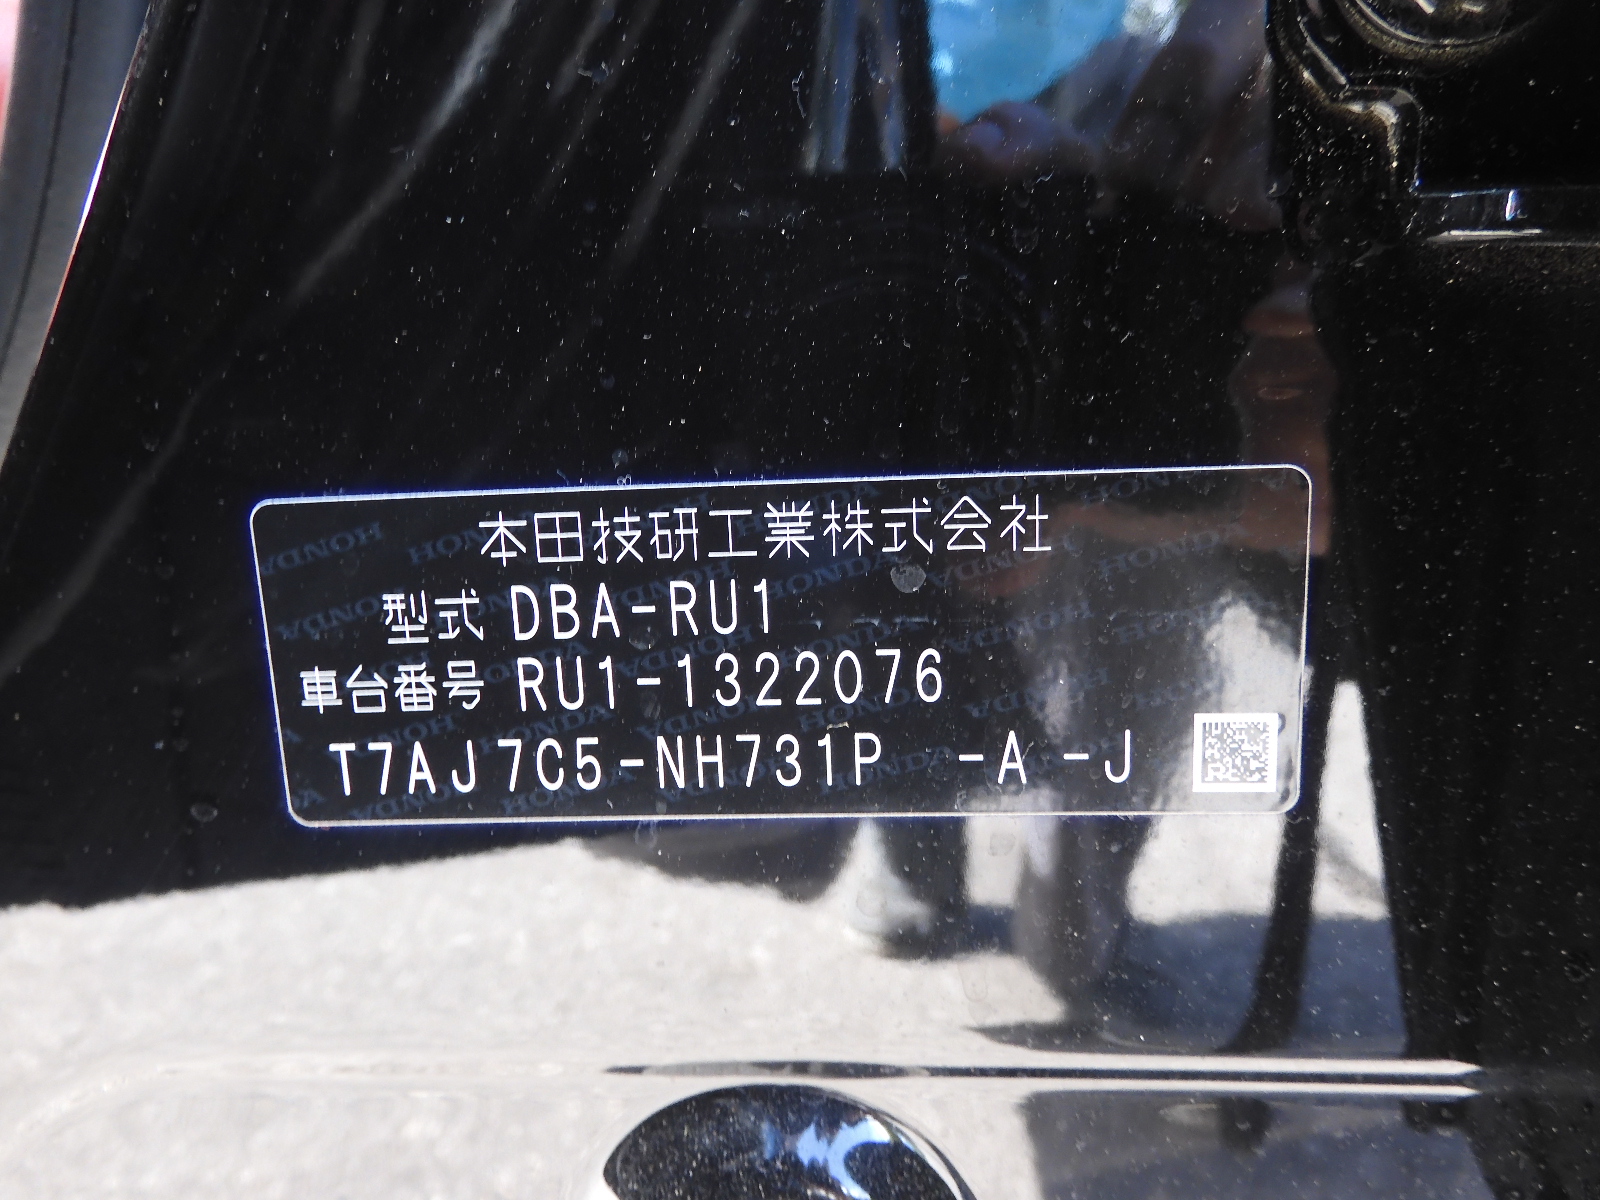 本田技研工業株式会社
型式 DBA-RU1
車台番号 RU1-1322076
T7AJ7C5-NH731P -A -J